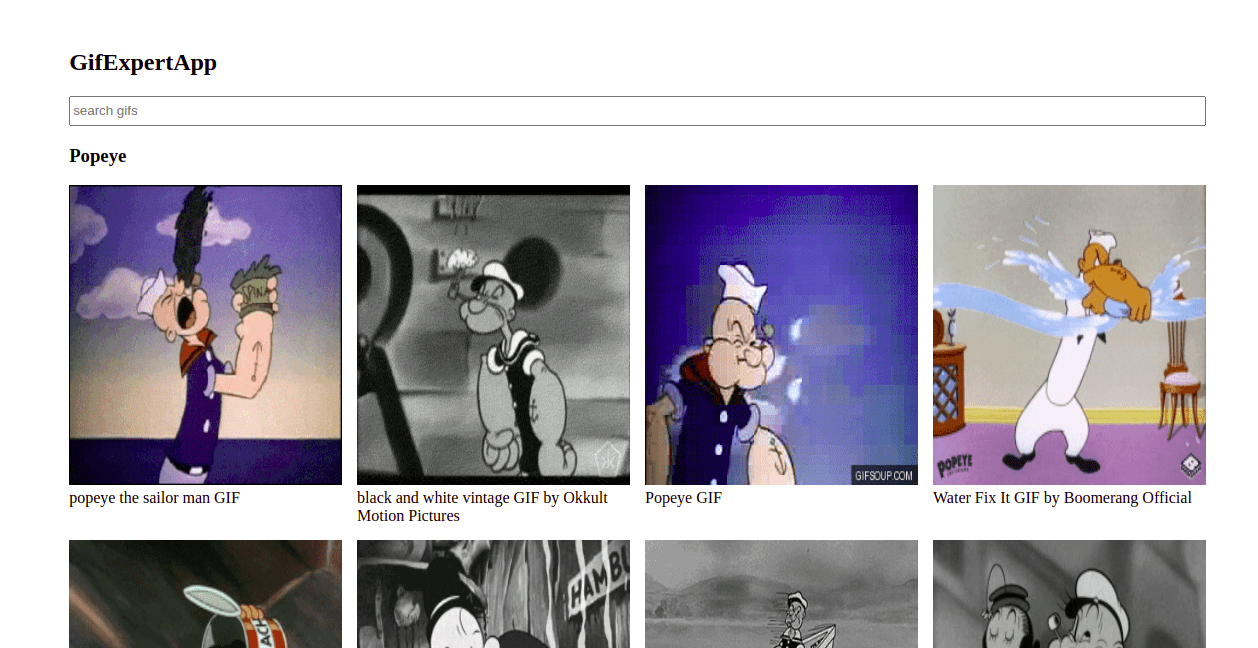 GifExpertApp
search gifs
Popeye
SPINA
GIFSOUP.COM
POPEYE
popeye the sailor man GIF
black and white vintage GIF by Okkult
Motion Pictures
Popeye GIF
Water Fix It GIF by Boomerang Official
ACH
HAMBU